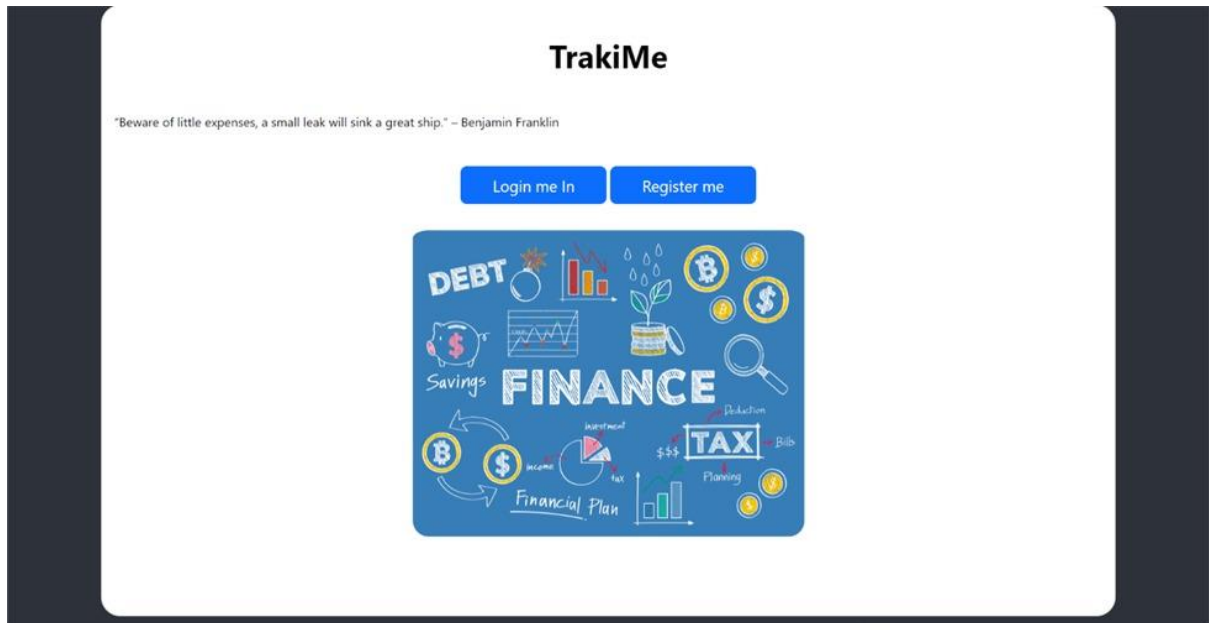 TrakiMe
"Beware of little expenses, a small leak will sink a great ship." – Benjamin Franklin
Login me In
Register me
DEBT
Savings
FINANCE
Deduction
investment
$$$
TAX
Bills
income
tax
Planning
Financial Plan